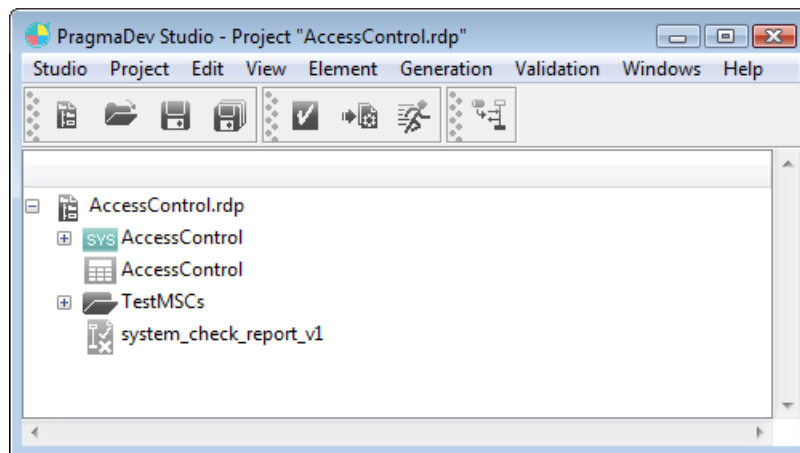 PragmaDev Studio - Project "AccessControl.rdp"
Studio Project Edit View Element Generation Validation Windows Help
AccessControl.rdp
SYS AccessControl
AccessControl
TestMSCs
system_check_report_v1